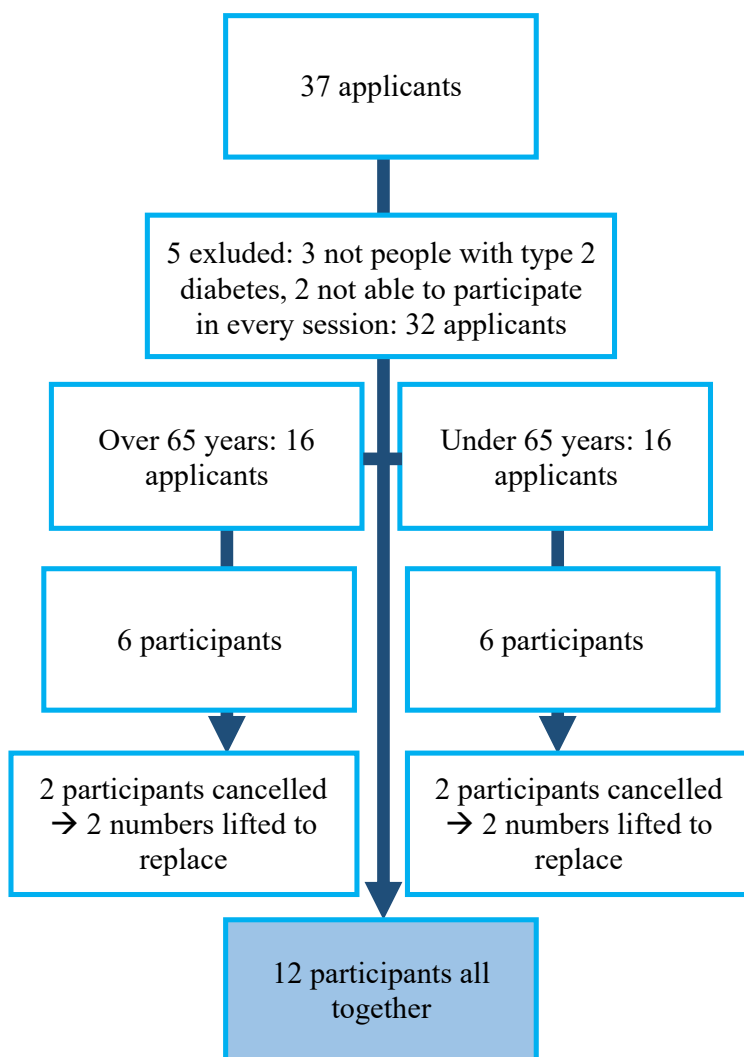 37 applicants
5 exluded: 3 not people with type 2
diabetes, 2 not able to participate
in every session: 32 applicants
Over 65 years: 16
applicants
Under 65 years: 16
applicants
6 participants
6 participants
2 participants cancelled
→ 2 numbers lifted to
replace
2 participants cancelled
→ 2 numbers lifted to
replace
12 participants all
together